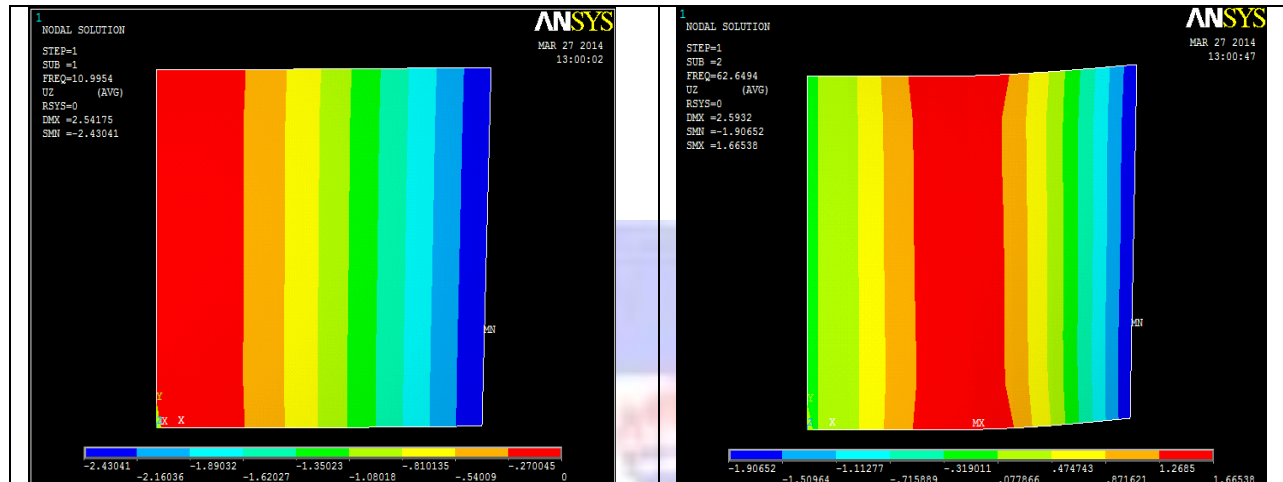 1
ANSYS
NODAL SOLUTION
MAR 27 2014
13:00:02
STEP=1
SUB =1
FREQ=10.9954
UZ (AVG)
RSYS=0
DMX =2.54175
SMN =-2.43041
MN
Y
MX X
-2.43041 -1.89032 -1.35023 -.810135 -.270045
-2.16036 -1.62027 -1.08018 -.54009 0
1
ANSYS
NODAL SOLUTION
MAR 27 2014
13:00:47
STEP=1
SUB =2
FREQ=62.6494
UZ (AVG)
RSYS=0
DMX =2.5932
SMN =-1.90652
SMX =1.66538
MN
Y
X MX
-1.90652 -1.11277 -.319011 .474743 1.2685
-1.50964 -.715889 .077866 .871621 1.66538